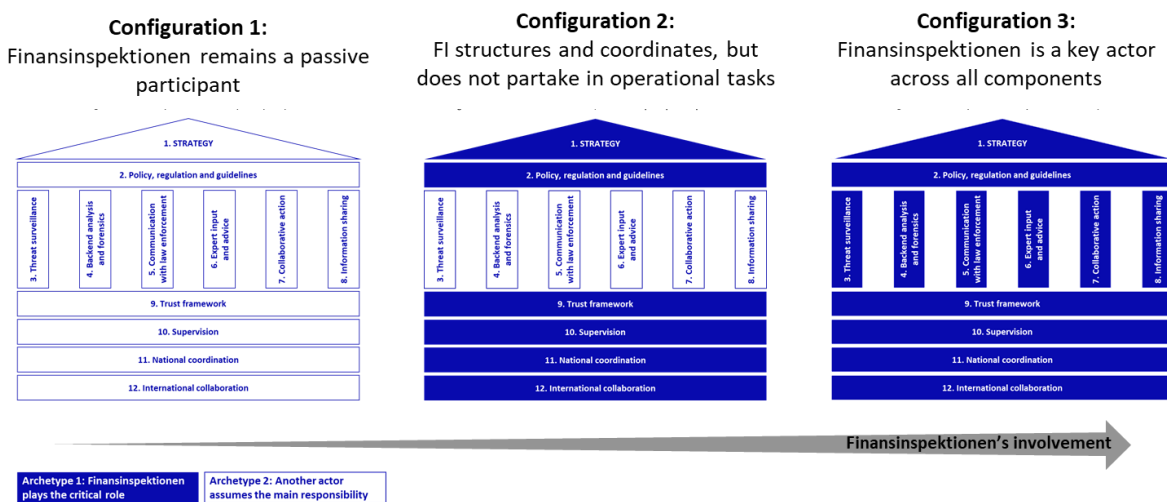 Configuration 1:
Finansinspektionen remains a passive
participant
1. STRATEGY
2. Policy, regulation and guidelines
3. Threat surveillance
4. Backend analysis
and forensics
5. Communication
with law enforcement
6. Expert input
and advice
7. Collaborative action
8. Information sharing
9. Trust framework
10. Supervision
11. National coordination
12. International collaboration
Configuration 2:
FI structures and coordinates, but
does not partake in operational tasks
1. STRATEGY
2. Policy, regulation and guidelines
3. Threat surveillance
4. Backend analysis
and forensics
5. Communication
with law enforcement
6. Expert input
and advice
7. Collaborative action
8. Information sharing
9. Trust framework
10. Supervision
11. National coordination
12. International collaboration
Configuration 3:
Finansinspektionen is a key actor
across all components
1. STRATEGY
2. Policy, regulation and guidelines
3. Threat surveillance
4. Backend analysis
and forensics
5. Communication
with law enforcement
6. Expert input
and advice
7. Collaborative action
8. Information sharing
9. Trust framework
10. Supervision
11. National coordination
12. International collaboration
Finansinspektionen's involvement
Archetype 1: Finansinspektionen
plays the critical role
Archetype 2: Another actor
assumes the main responsibility